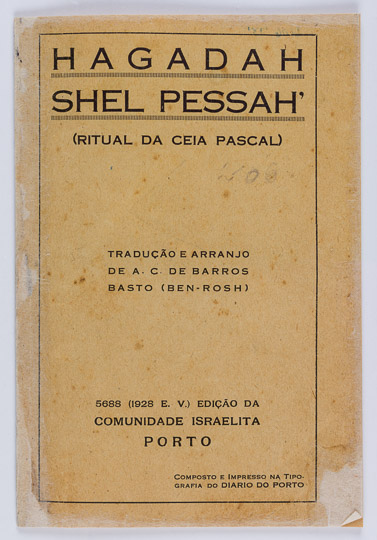 HAGADAH
SHEL PESSAH'
(RITUAL DA CEIA PASCAL)
TRADUÇÃO E ARRANJO
DE A. C. DE BARROS
BASTO (BEN-ROSH)
5688 (1928 E. V.) EDIÇÃO DA
COMUNIDADE ISRAELITA
PORTO
COMPOSTO E IMPRESSO NA TIPO-
GRAFIA DO DIARIO DO PORTO